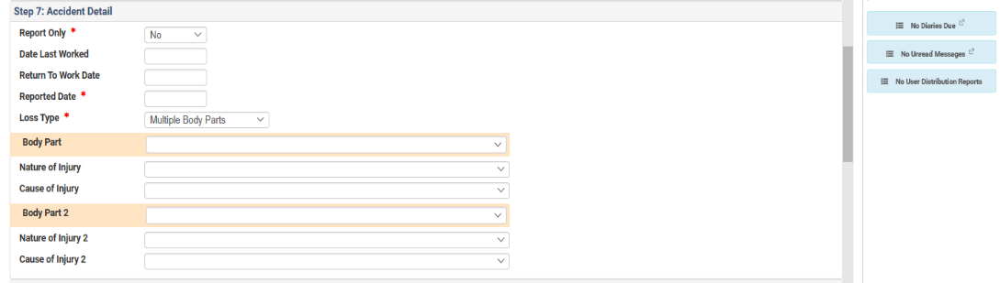 Step 7: Accident Detail
Report Only *
No
Date Last Worked
Return To Work Date
Reported Date *
Loss Type *
Multiple Body Parts
Body Part
Nature of Injury
Cause of Injury
Body Part 2
Nature of Injury 2
Cause of Injury 2
No Diaries Due
No Unread Messages
No User Distribution Reports